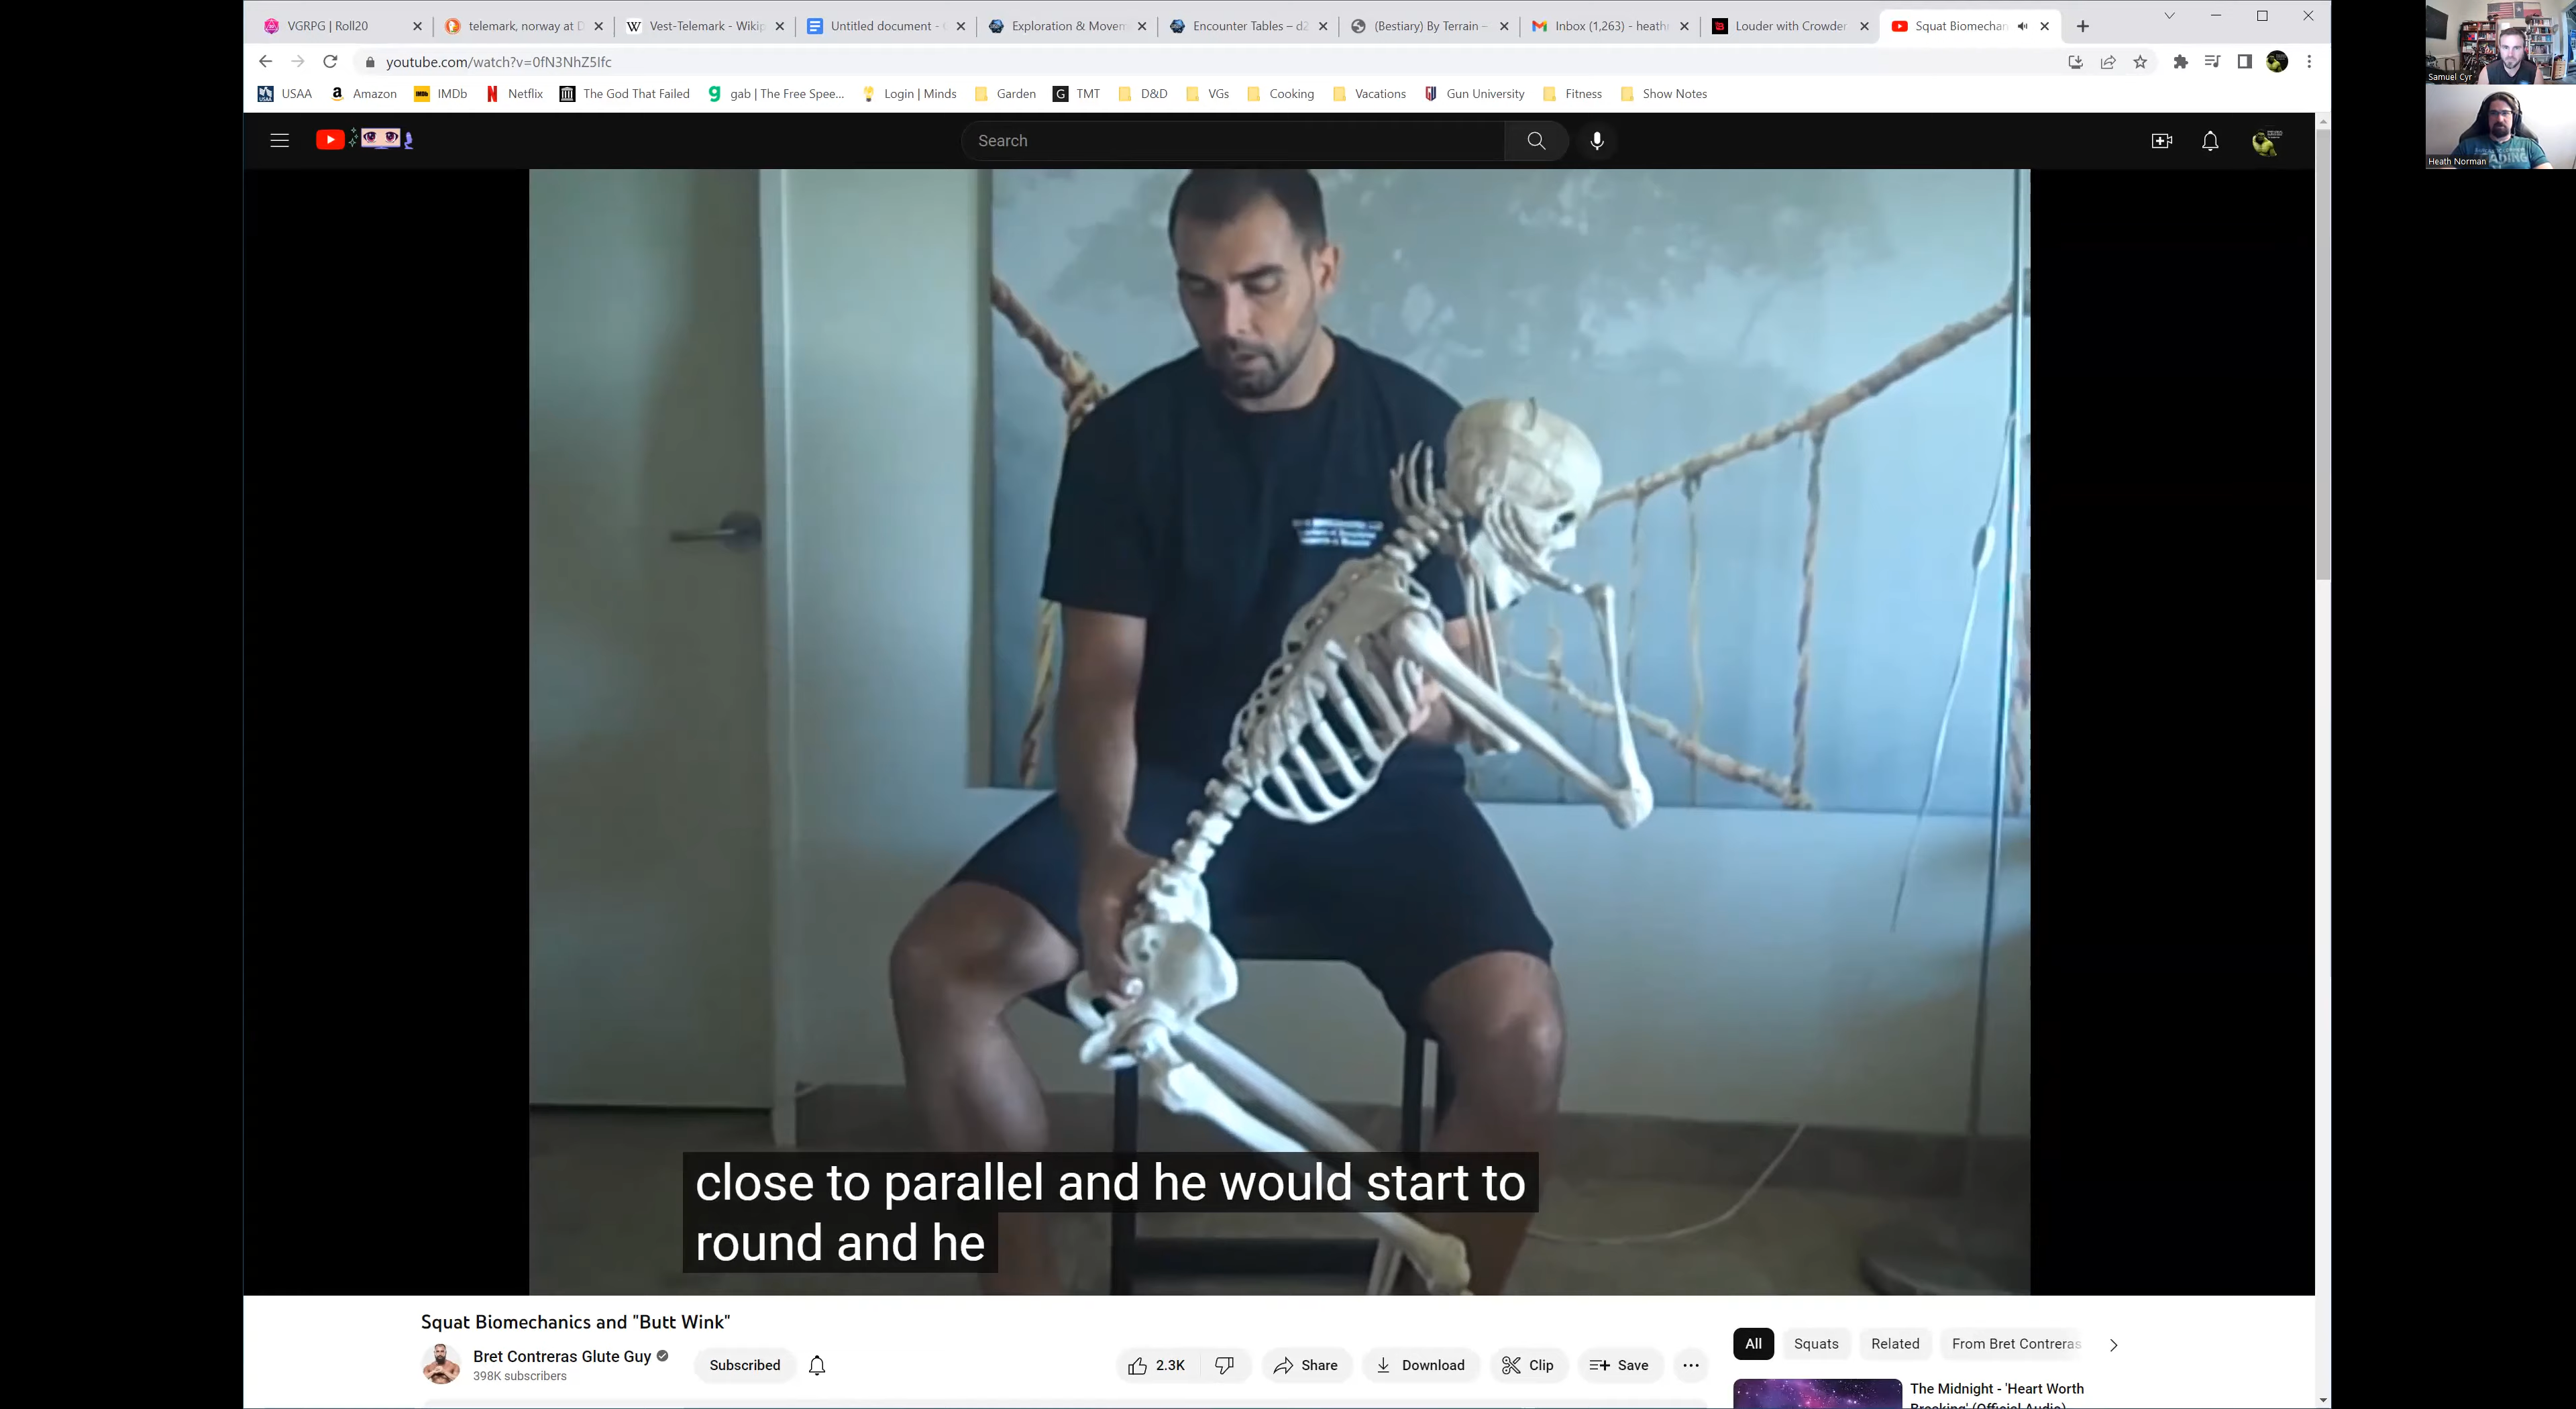 VGRPG | Roll20
telemark, norway at D
Vest-Telemark - Wikip
Untitled document -
Exploration & Movem
Encounter Tables – d2
(Bestiary) By Terrain –
Inbox (1,263) - heath
Louder with Crowder
Squat Biomechan
youtube.com/watch?v=0fN3NhZ5Ifc
USAA
Amazon
IMDb
Netflix
The God That Failed
gab | The Free Spee...
Login | Minds
Garden
TMT
D&D
VGs
Cooking
Vacations
Gun University
Fitness
Show Notes
Samuel Cyr
Heath Norman
Search
close to parallel and he would start to
round and he
Squat Biomechanics and "Butt Wink"
Bret Contreras Glute Guy
398K subscribers
Subscribed
2.3K
Share
Download
Clip
Save
All
Squats
Related
From Bret Contreras
The Midnight - 'Heart Worth
Breaking' (Official Audio)